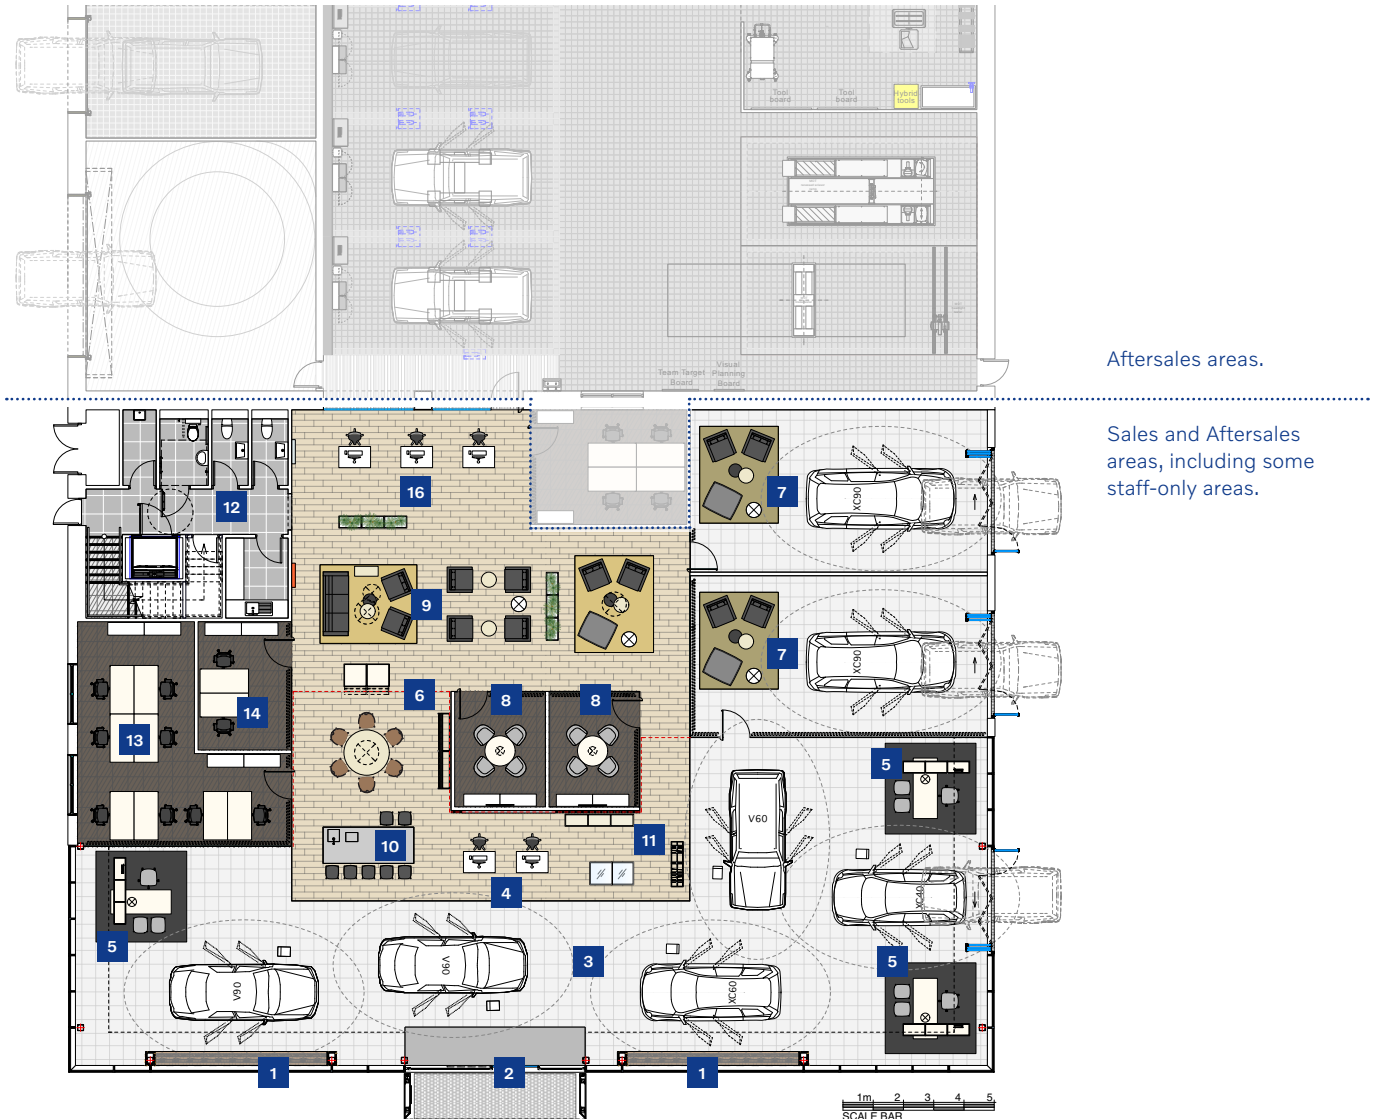 Tool
board
Tool
board
Hybrid
tools
Team Target
Board
Visual
Planning
Board
Aftersales areas.
Sales and Aftersales
areas, including some
staff-only areas.
16
7
XC90
12
9
7
XC90
6
8
8
14
13
5
V60
10
11
4
XC40
5
3
5
V90
V90
XC60
1
2
1
1m 2 3 4 5
SCALE BAR